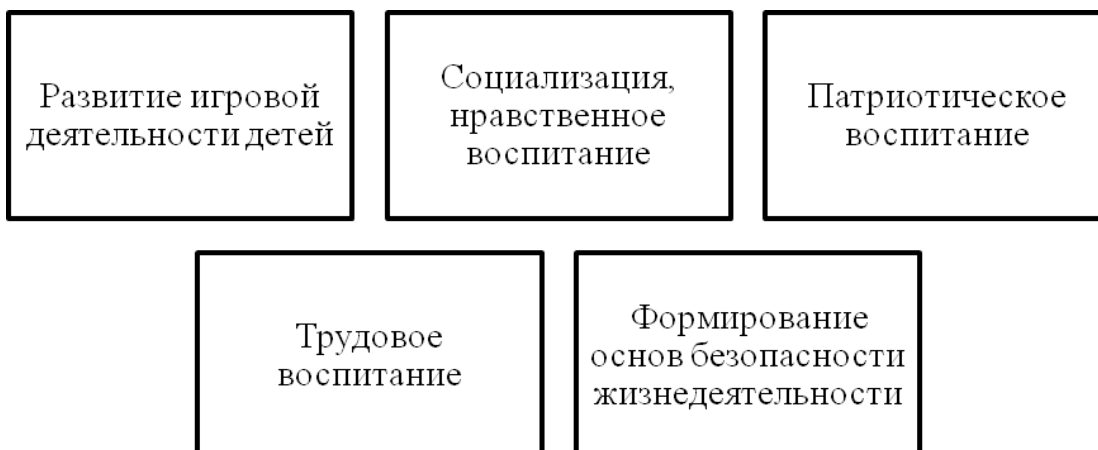 Развитие игровой
деятельности детей
Социализация,
нравственное
воспитание
Патриотическое
воспитание
Трудовое
воспитание
Формирование
основ безопасности
жизнедеятельности